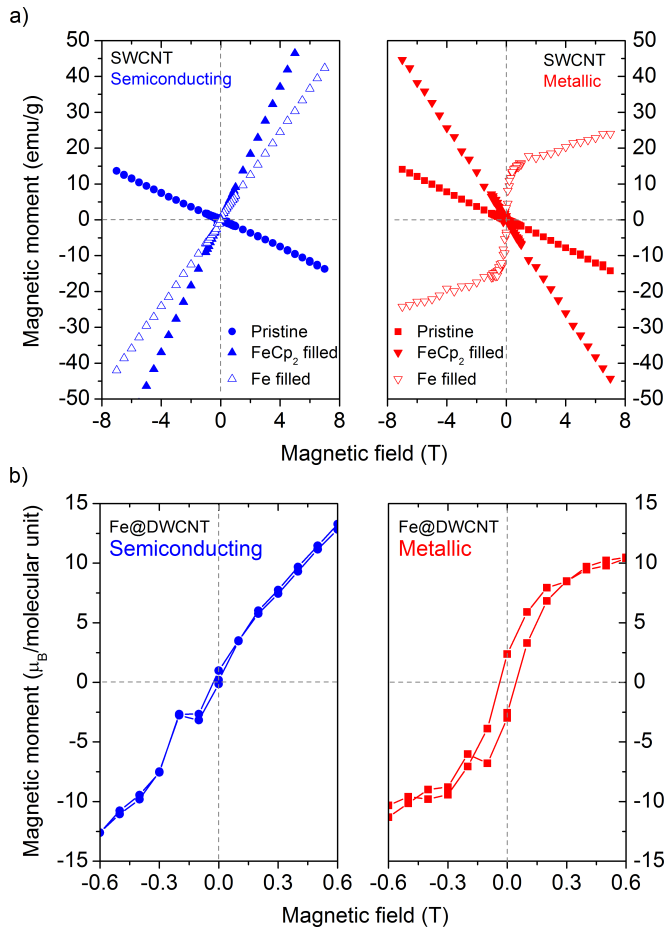 a)
50
40
30
20
10
0
-10
-20
-30
-40
-50
Magnetic moment (emu/g)
SWCNT
Semiconducting
Pristine
FeCp2 filled
Fe filled
-8 -4 0 4 8
Magnetic field (T)
50
40
30
20
10
0
-10
-20
-30
-40
-50
SWCNT
Metallic
Pristine
FeCp2 filled
Fe filled
-8 -4 0 4 8
Magnetic field (T)
b)
15
10
5
0
-5
-10
-15
Magnetic moment (μB/molecular unit)
Fe@DWCNT
Semiconducting
-0.6 -0.3 0.0 0.3 0.6
Magnetic field (T)
15
10
5
0
-5
-10
-15
Fe@DWCNT
Metallic
-0.6 -0.3 0.0 0.3 0.6
Magnetic field (T)